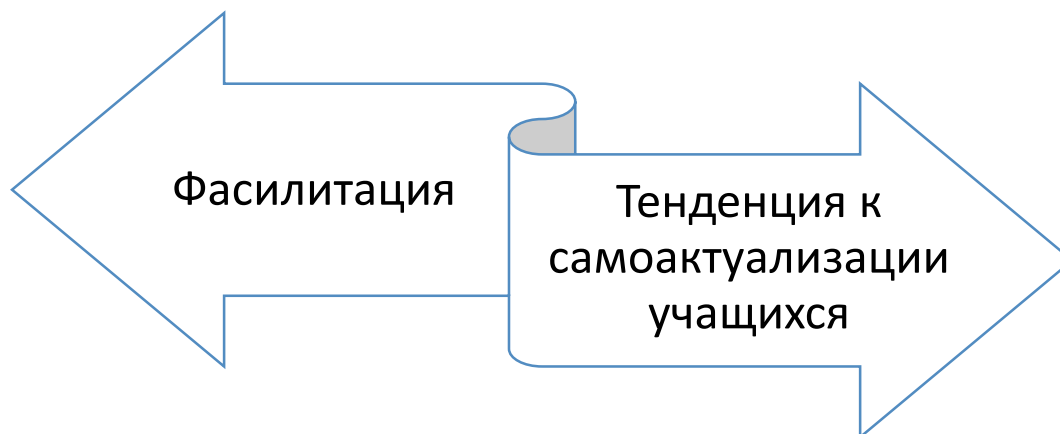 Фасилитация
Тенденция к
самоактуализации
учащихся